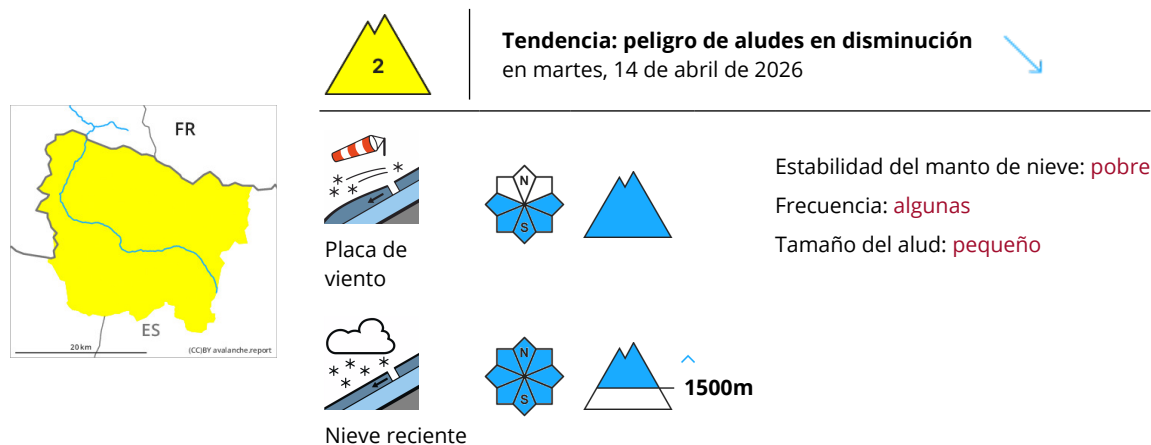 2
Tendencia: peligro de aludes en disminución
en martes, 14 de abril de 2026
FR
ES
20 km
(CC)BY avalanche.report
N
S
Placa de
viento
Estabilidad del manto de nieve: pobre
Frecuencia: algunas
Tamaño del alud: pequeño
N
S
1500m
Nieve reciente